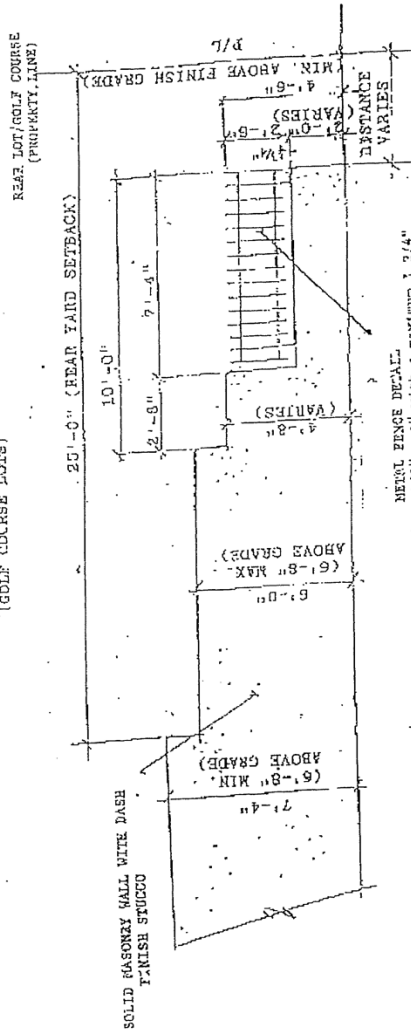 (GOLF COURSE LOTS)
REAR LOT/GOLF COURSE
(PROPERTY LINE)
25'-0" (REAR YARD SETBACK)
10'-0"
2'-8"
7'-4"
P/L
4'-6"
(MIN. ABOVE FINISH GRADE)
2'-6"
2'-0"
(VARIES)
DISTANCE
VARIES
4'-8"
(VARIES)
6'-0"
(6'-8" MAX.
ABOVE GRADE)
7'-4"
(6'-8" MIN.
ABOVE GRADE)
SOLID MASONRY WALL WITH DASH
FINISH STUCCO
METAL FENCE DETAIL